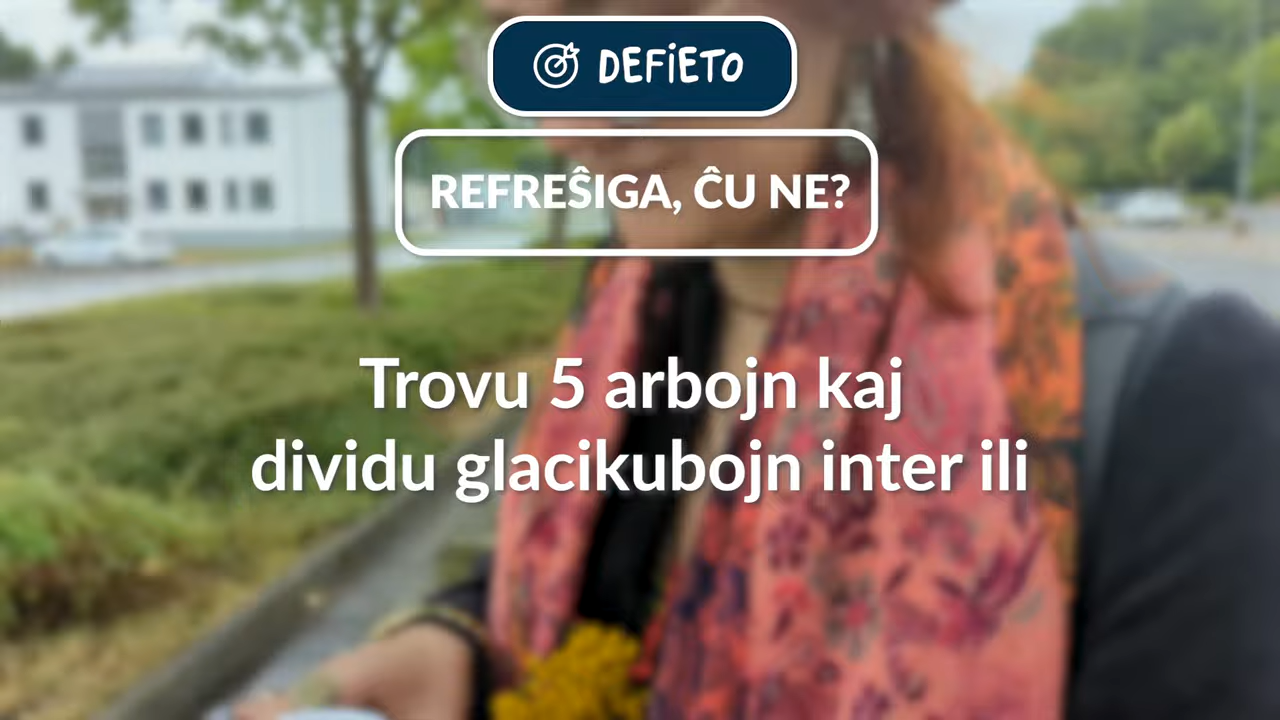 DEFIETO
REFREŜIGA, ĈU NE?
Trovu 5 arbojn kaj
dividu glacikubojn inter ili